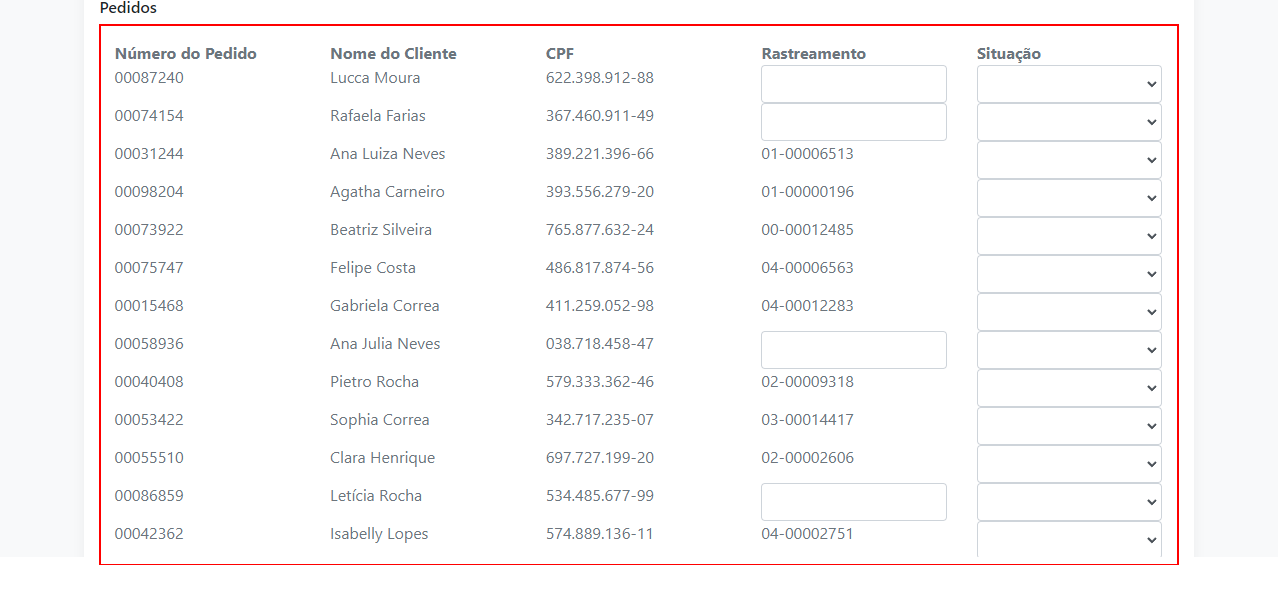 Pedidos
Número do Pedido Nome do Cliente CPF Rastreamento Situação
00087240 Lucca Moura 622.398.912-88
00074154 Rafaela Farias 367.460.911-49
00031244 Ana Luiza Neves 389.221.396-66 01-00006513
00098204 Agatha Carneiro 393.556.279-20 01-00000196
00073922 Beatriz Silveira 765.877.632-24 00-00012485
00075747 Felipe Costa 486.817.874-56 04-00006563
00015468 Gabriela Correa 411.259.052-98 04-00012283
00058936 Ana Julia Neves 038.718.458-47
00040408 Pietro Rocha 579.333.362-46 02-00009318
00053422 Sophia Correa 342.717.235-07 03-00014417
00055510 Clara Henrique 697.727.199-20 02-00002606
00086859 Letícia Rocha 534.485.677-99
00042362 Isabelly Lopes 574.889.136-11 04-00002751